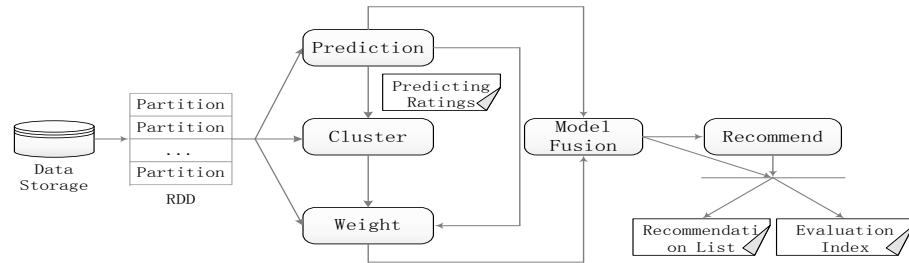 Data
Storage
Partition
Partition
...
Partition
RDD
Prediction
Predicting
Ratings
Cluster
Weight
Model
Fusion
Recommend
Recommendati
on List
Evaluation
Index